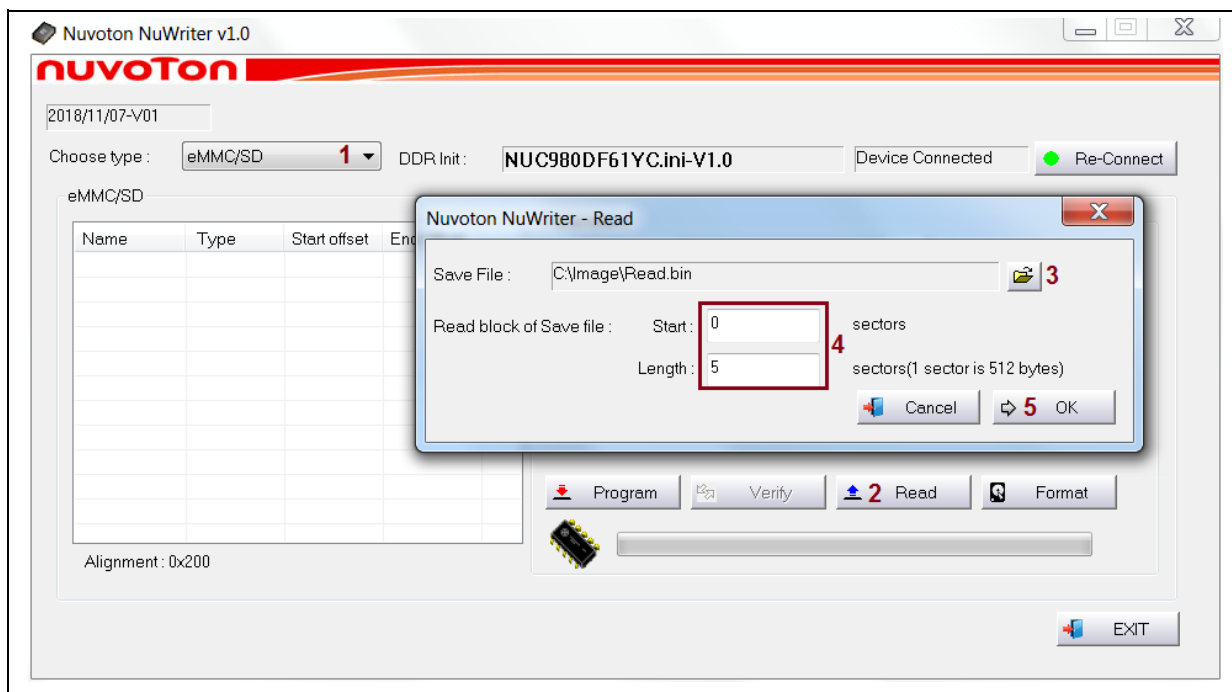 Nuvoton NuWriter v1.0
nuvoTon
2018/11/07-V01
Choose type : eMMC/SD 1 DDR Init : NUC980DF61YC.ini-V1.0 Device Connected Re-Connect
eMMC/SD
Name Type Start offset
Nuvoton NuWriter - Read
Save File : C:\Image\Read.bin 3
Read block of Save file : Start : 0 sectors
4
Length : 5 sectors(1 sector is 512 bytes)
Cancel 5 OK
Program Verify 2 Read Format
Alignment : 0x200
EXIT